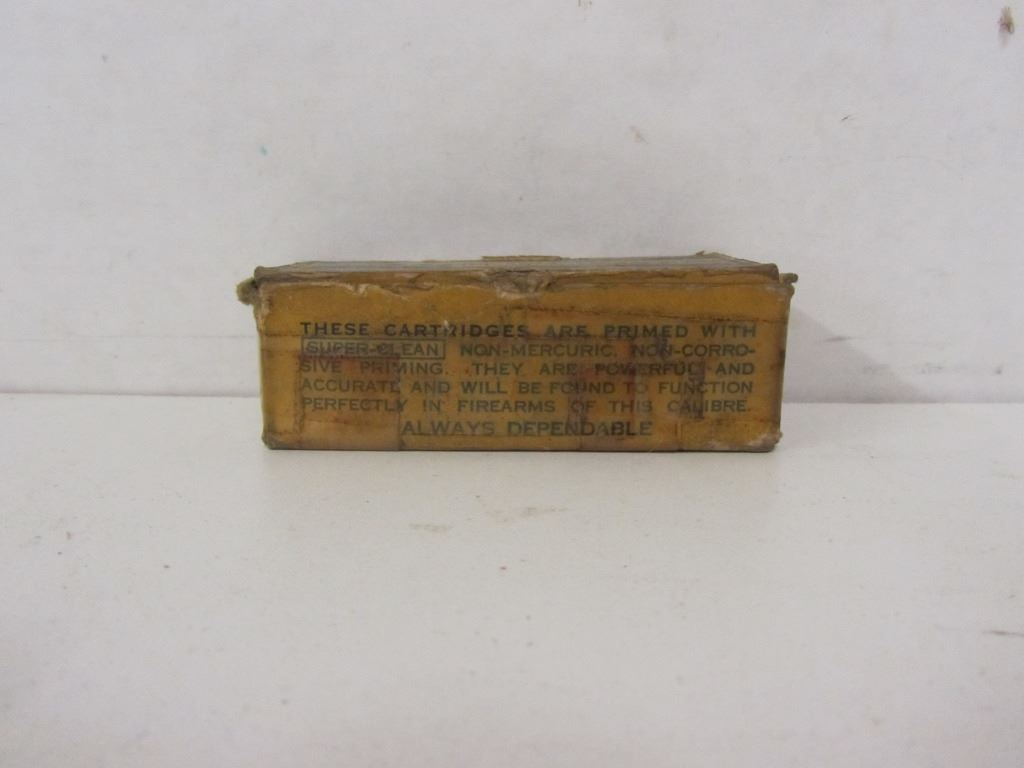 THESE CARTRIDGES ARE PRIMED WITH
SUPER-CLEAN NON-MERCURIC, NON-CORRO-
SIVE PRIMING. THEY ARE POWERFUL AND
ACCURATE AND WILL BE FOUND TO FUNCTION
PERFECTLY IN FIREARMS OF THIS CALIBRE.
ALWAYS DEPENDABLE